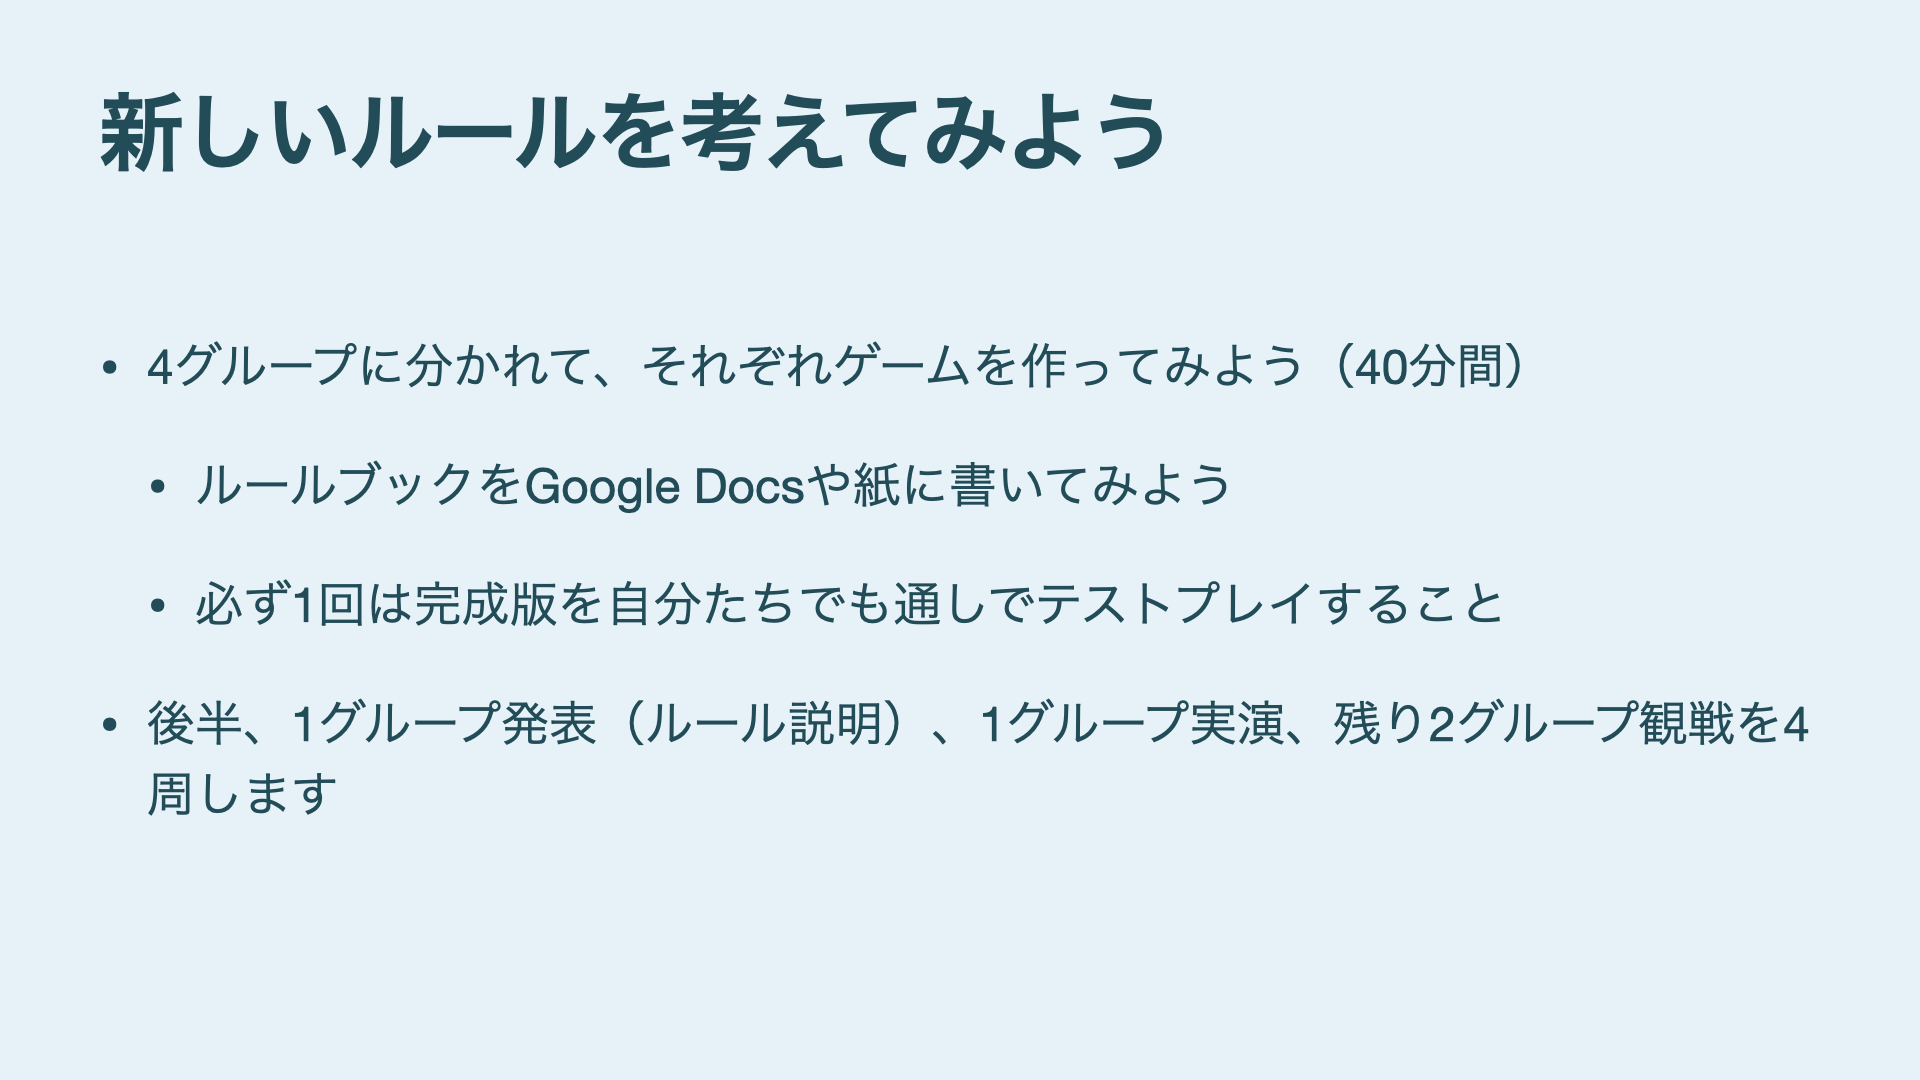 新しいルールを考えてみよう
• 4グループに分かれて、それぞれゲームを作ってみよう（40分間）
• ルールブックをGoogle Docsや紙に書いてみよう
• 必ず1回は完成版を自分たちでも通しでテストプレイすること
• 後半、1グループ発表（ルール説明）、1グループ実演、残り2グループ観戦を4
周します